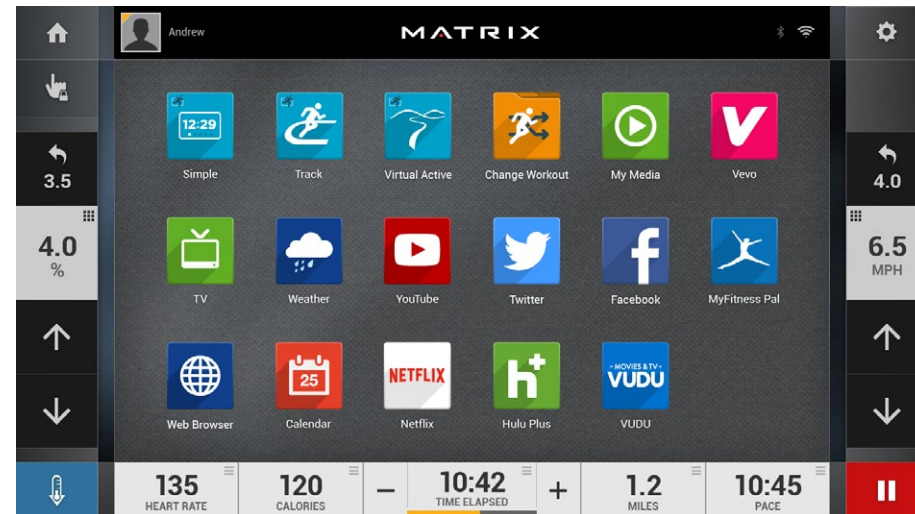 Andrew
MATRIX
12:29
Simple
Track
Virtual Active
Change Workout
My Media
Vevo
3.5
4.0
4.0
%
6.5
MPH
TV
Weather
YouTube
Twitter
Facebook
MyFitness Pal
25
NETFLIX
h+
- MOVIES & TV -
VUDU
Web Browser
Calendar
Netflix
Hulu Plus
VUDU
135
HEART RATE
120
CALORIES
10:42
TIME ELAPSED
1.2
MILES
10:45
PACE